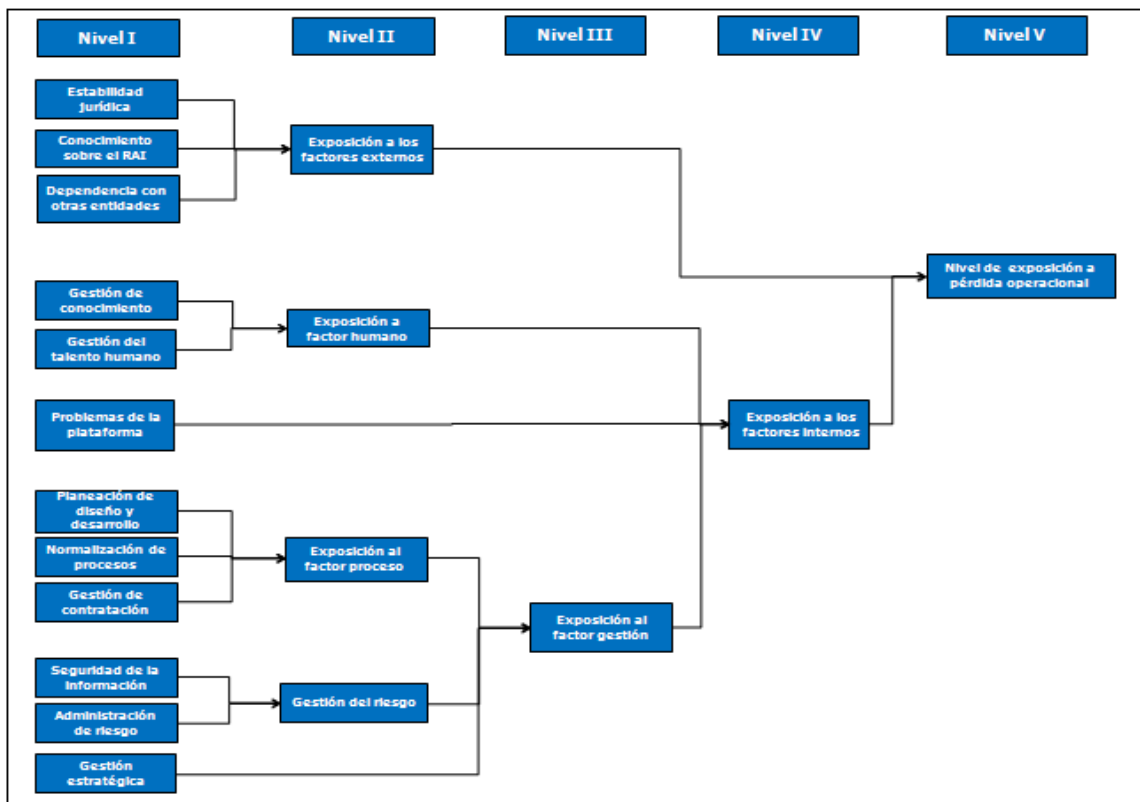 Nivel I
Nivel II
Nivel III
Nivel IV
Nivel V
Estabilidad
Jurídica
Conocimiento
sobre el RAI
Dependencia con
otras entidades
Exposición a los
factores externos
Nivel de exposición a
pérdida operacional
Gestión de
conocimiento
Gestión del
talento humano
Exposición a
factor humano
Problemas de la
plataforma
Exposición a los
factores internos
Planeación de
diseño y
desarrollo
Normalización de
procesos
Gestión de
contratación
Exposición al
factor proceso
Exposición al
factor gestión
Seguridad de la
información
Administración
de riesgo
Gestión del riesgo
Gestión
estratégica